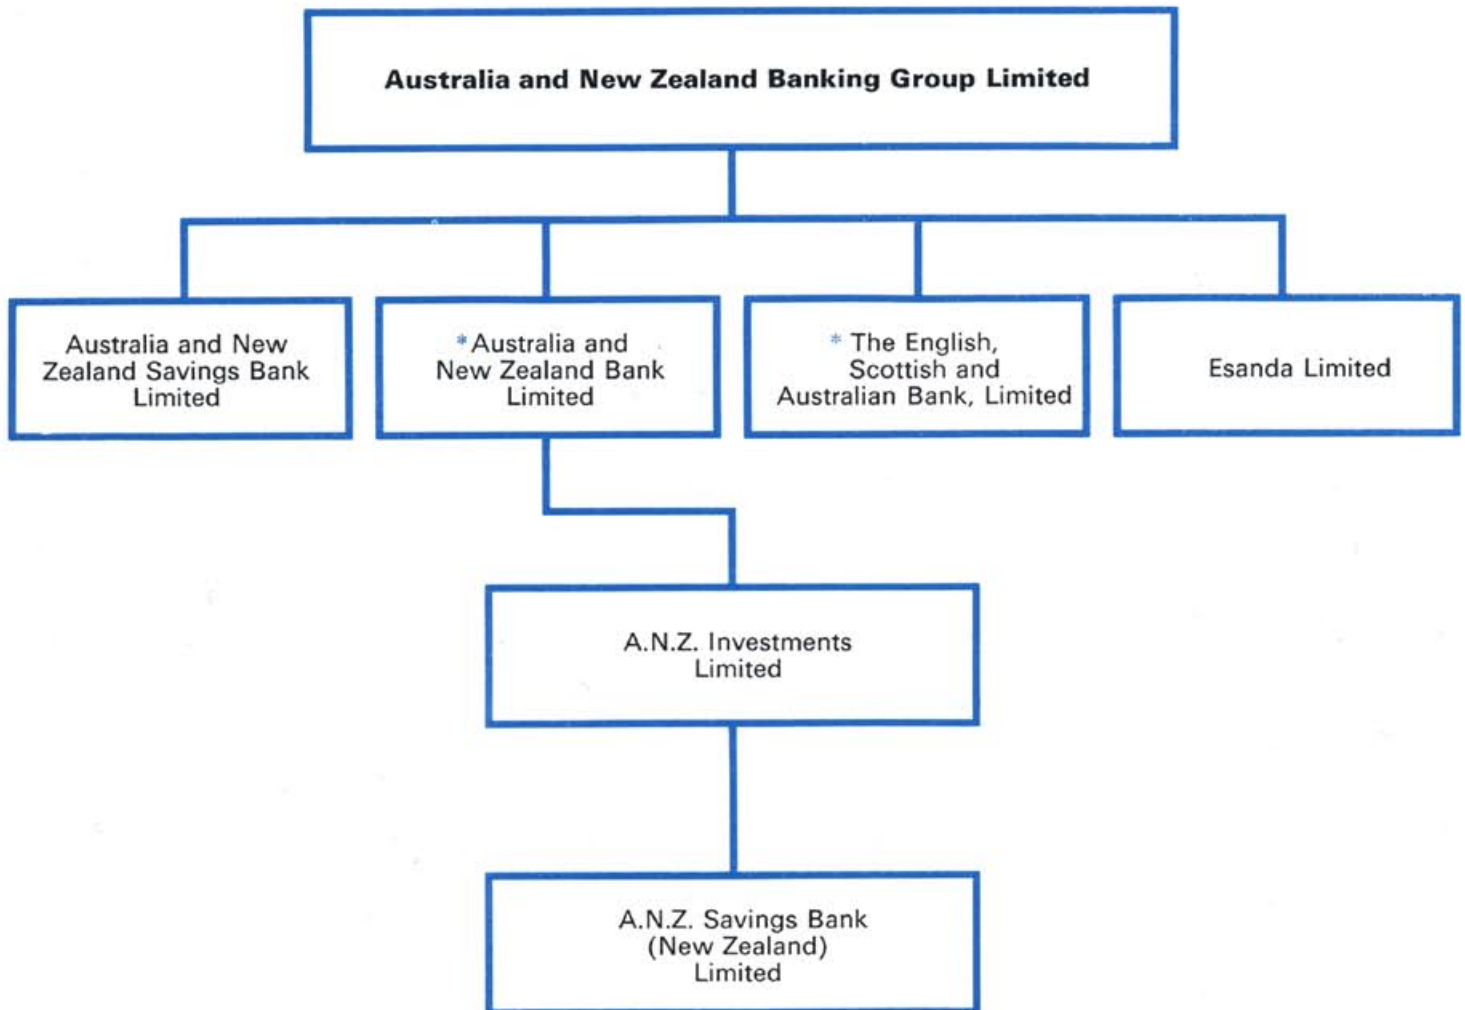 Australia and New Zealand Banking Group Limited
Australia and New
Zealand Savings Bank
Limited
*Australia and
New Zealand Bank
Limited
* The English,
Scottish and
Australian Bank, Limited
Esanda Limited
A.N.Z. Investments
Limited
A.N.Z. Savings Bank
(New Zealand)
Limited